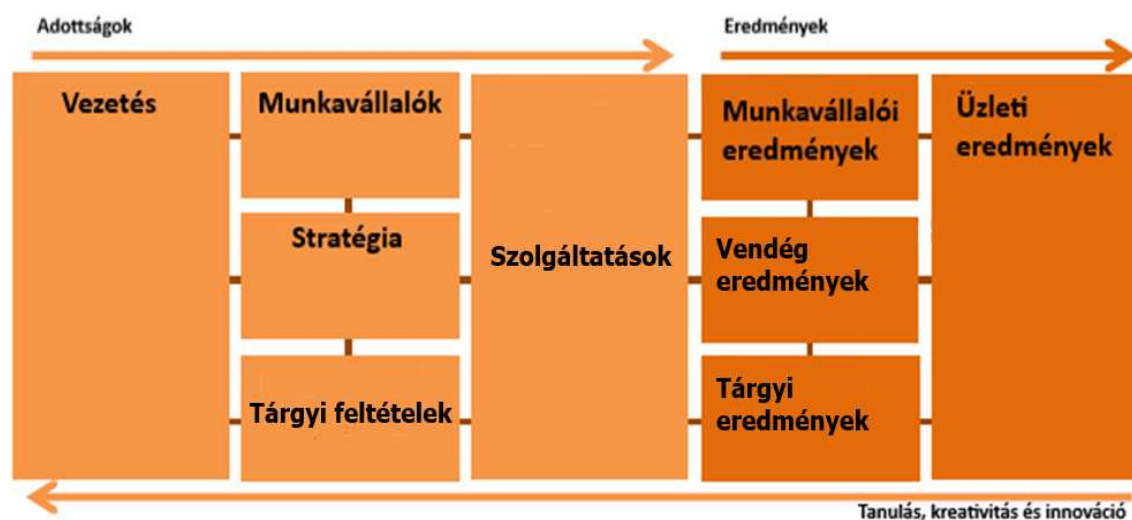 Adottságok
Eredmények
Vezetés
Munkavállalók
Stratégia
Tárgyi feltételek
Szolgáltatások
Munkavállalói
eredmények
Vendég
eredmények
Tárgyi
eredmények
Üzleti
eredmények
Tanulás, kreativitás és innováció